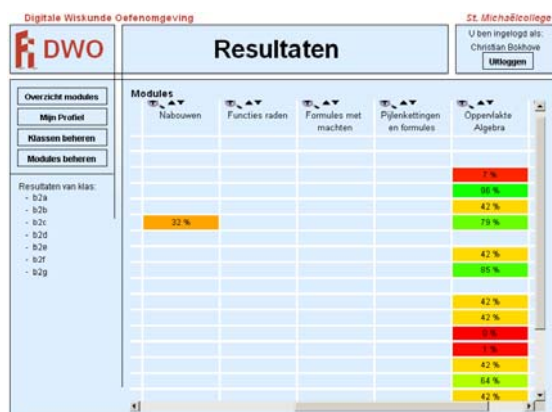 Digitale Wiskunde Oefenomgeving
St. Michaëlcollege
DWO
Resultaten
U ben ingelogd als:
Christian Bokhove
Uitloggen
Overzicht modules
Mijn Profiel
Klassen beheren
Modules beheren
Resultaten van klas:
- b2a
- b2b
- b2c
- b2d
- b2e
- b2f
- b2g
Modules
Nabouwen
Functies raden
Formules met
machten
Pijlenkettingen
en formules
Oppervlakte
Algebra
7 %
96 %
42 %
32 %
79 %
42 %
85 %
42 %
42 %
0 %
1 %
42 %
64 %
42 %